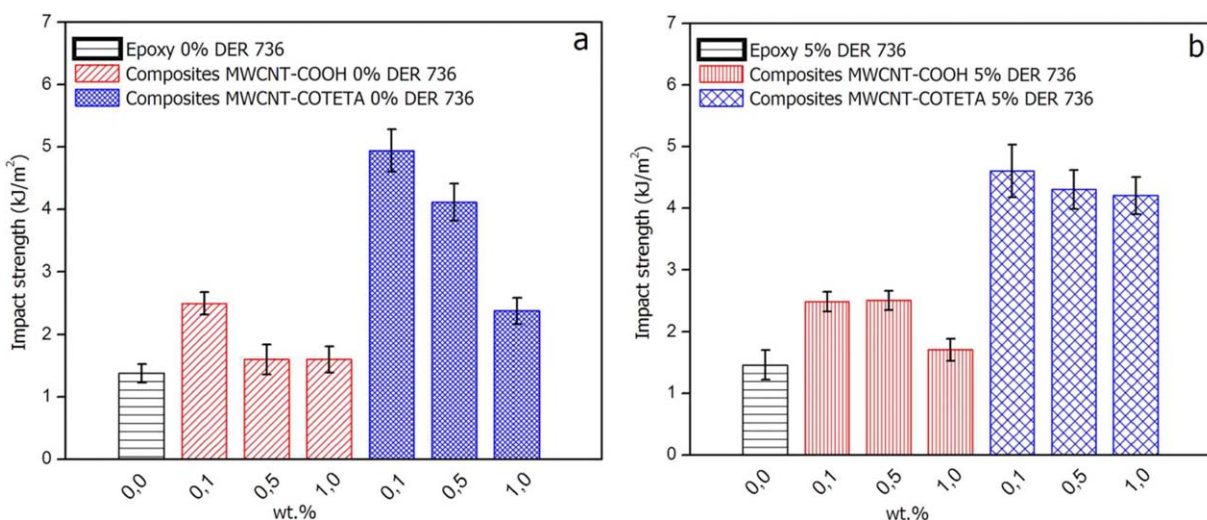 a
Epoxy 0% DER 736
Composites MWCNT-COOH 0% DER 736
Composites MWCNT-COTETA 0% DER 736
Impact strength (kJ/m²)
7
6
5
4
3
2
1
0
0,0 0,1 0,5 1,0 0,1 0,5 1,0
wt.%
b
Epoxy 5% DER 736
Composites MWCNT-COOH 5% DER 736
Composites MWCNT-COTETA 5% DER 736
Impact strength (kJ/m²)
7
6
5
4
3
2
1
0
0,0 0,1 0,5 1,0 0,1 0,5 1,0
wt.%